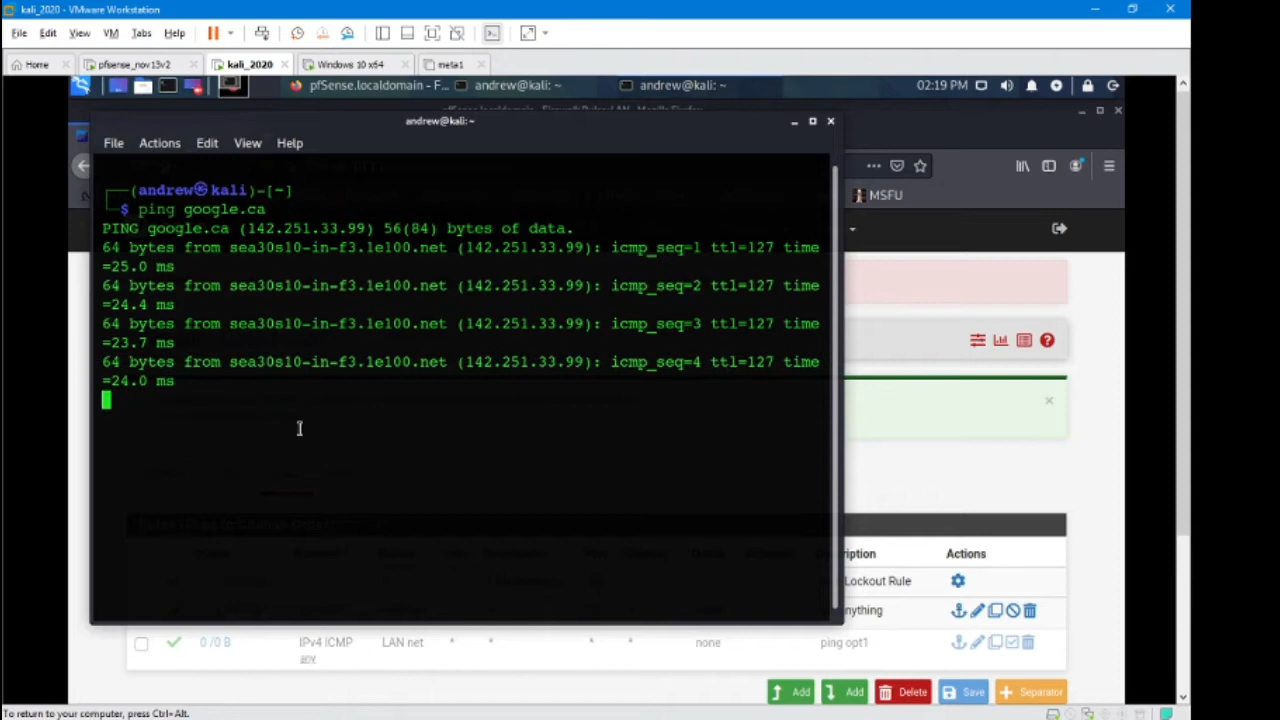 kali_2020 - VMware Workstation
File Edit View VM Tabs Help
Home pfsense_nov13v2 kali_2020 Windows 10 x64 meta1
pfSense.localdomain - F... andrew@kali: ~ andrew@kali: ~ 02:19 PM
andrew@kali:~
File Actions Edit View Help
MSFU
(andrew㉿kali)-[~]
$ ping google.ca
PING google.ca (142.251.33.99) 56(84) bytes of data.
64 bytes from sea30s10-in-f3.1e100.net (142.251.33.99): icmp_seq=1 ttl=127 time
=25.0 ms
64 bytes from sea30s10-in-f3.1e100.net (142.251.33.99): icmp_seq=2 ttl=127 time
=24.4 ms
64 bytes from sea30s10-in-f3.1e100.net (142.251.33.99): icmp_seq=3 ttl=127 time
=23.7 ms
64 bytes from sea30s10-in-f3.1e100.net (142.251.33.99): icmp_seq=4 ttl=127 time
=24.0 ms
ription Actions
Lockout Rule
nything
0 /0 B IPv4 ICMP LAN net * * * * none ping opt1
any
Add Add Delete Save Separator
To return to your computer, press Ctrl+Alt.